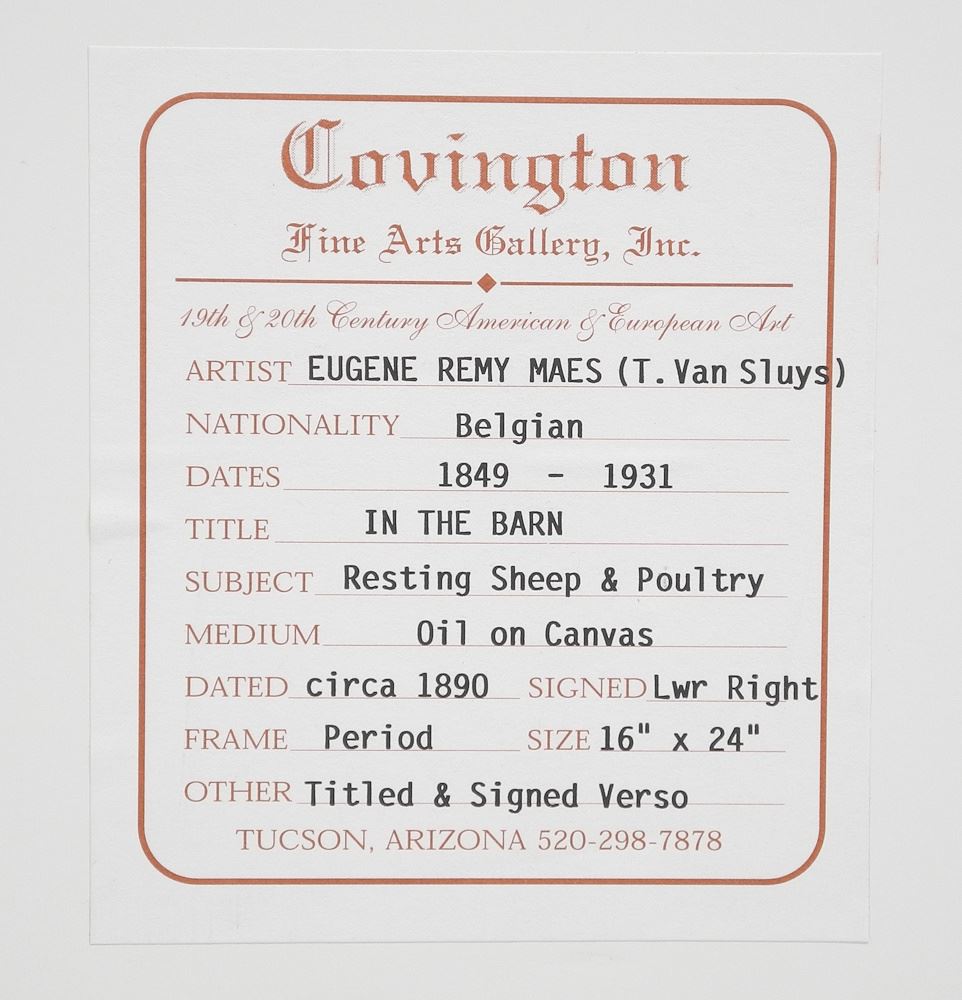 Covington
Fine Arts Gallery, Inc.
19th & 20th Century American & European Art
ARTIST EUGENE REMY MAES (T. Van Sluys)
NATIONALITY Belgian
DATES 1849 - 1931
TITLE IN THE BARN
SUBJECT Resting Sheep & Poultry
MEDIUM Oil on Canvas
DATED circa 1890 SIGNED Lwr Right
FRAME Period SIZE 16" x 24"
OTHER Titled & Signed Verso
TUCSON, ARIZONA 520-298-7878